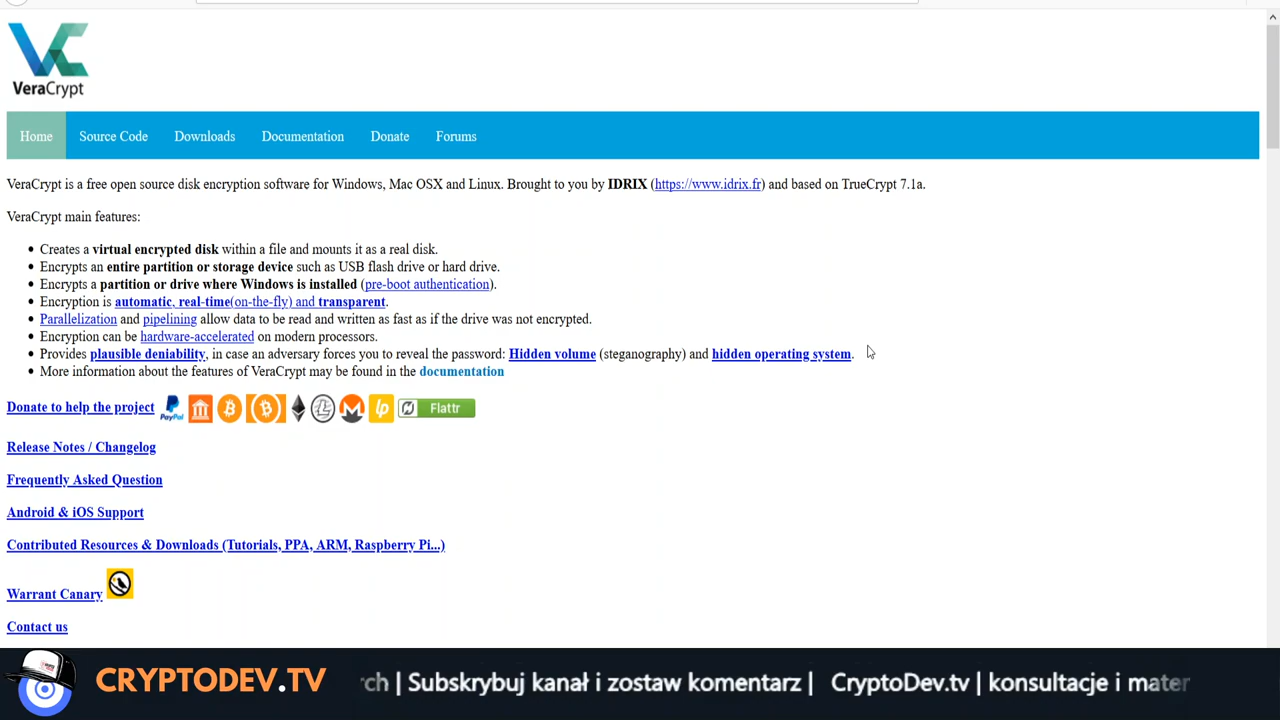 VeraCrypt
Home Source Code Downloads Documentation Donate Forums
VeraCrypt is a free open source disk encryption software for Windows, Mac OSX and Linux. Brought to you by IDRIX (https://www.idrix.fr) and based on TrueCrypt 7.1a.
VeraCrypt main features:
Creates a virtual encrypted disk within a file and mounts it as a real disk.
Encrypts an entire partition or storage device such as USB flash drive or hard drive.
Encrypts a partition or drive where Windows is installed (pre-boot authentication).
Encryption is automatic, real-time(on-the-fly) and transparent.
Parallelization and pipelining allow data to be read and written as fast as if the drive was not encrypted.
Encryption can be hardware-accelerated on modern processors.
Provides plausible deniability, in case an adversary forces you to reveal the password: Hidden volume (steganography) and hidden operating system.
More information about the features of VeraCrypt may be found in the documentation
Donate to help the project PayPal lp Flattr
Release Notes / Changelog
Frequently Asked Question
Android & iOS Support
Contributed Resources & Downloads (Tutorials, PPA, ARM, Raspberry Pi...)
Warrant Canary
Contact us
CRYPTODEV.TV rch | Subskrybuj kanał i zostaw komentarz | CryptoDev.tv | konsultacje i mater